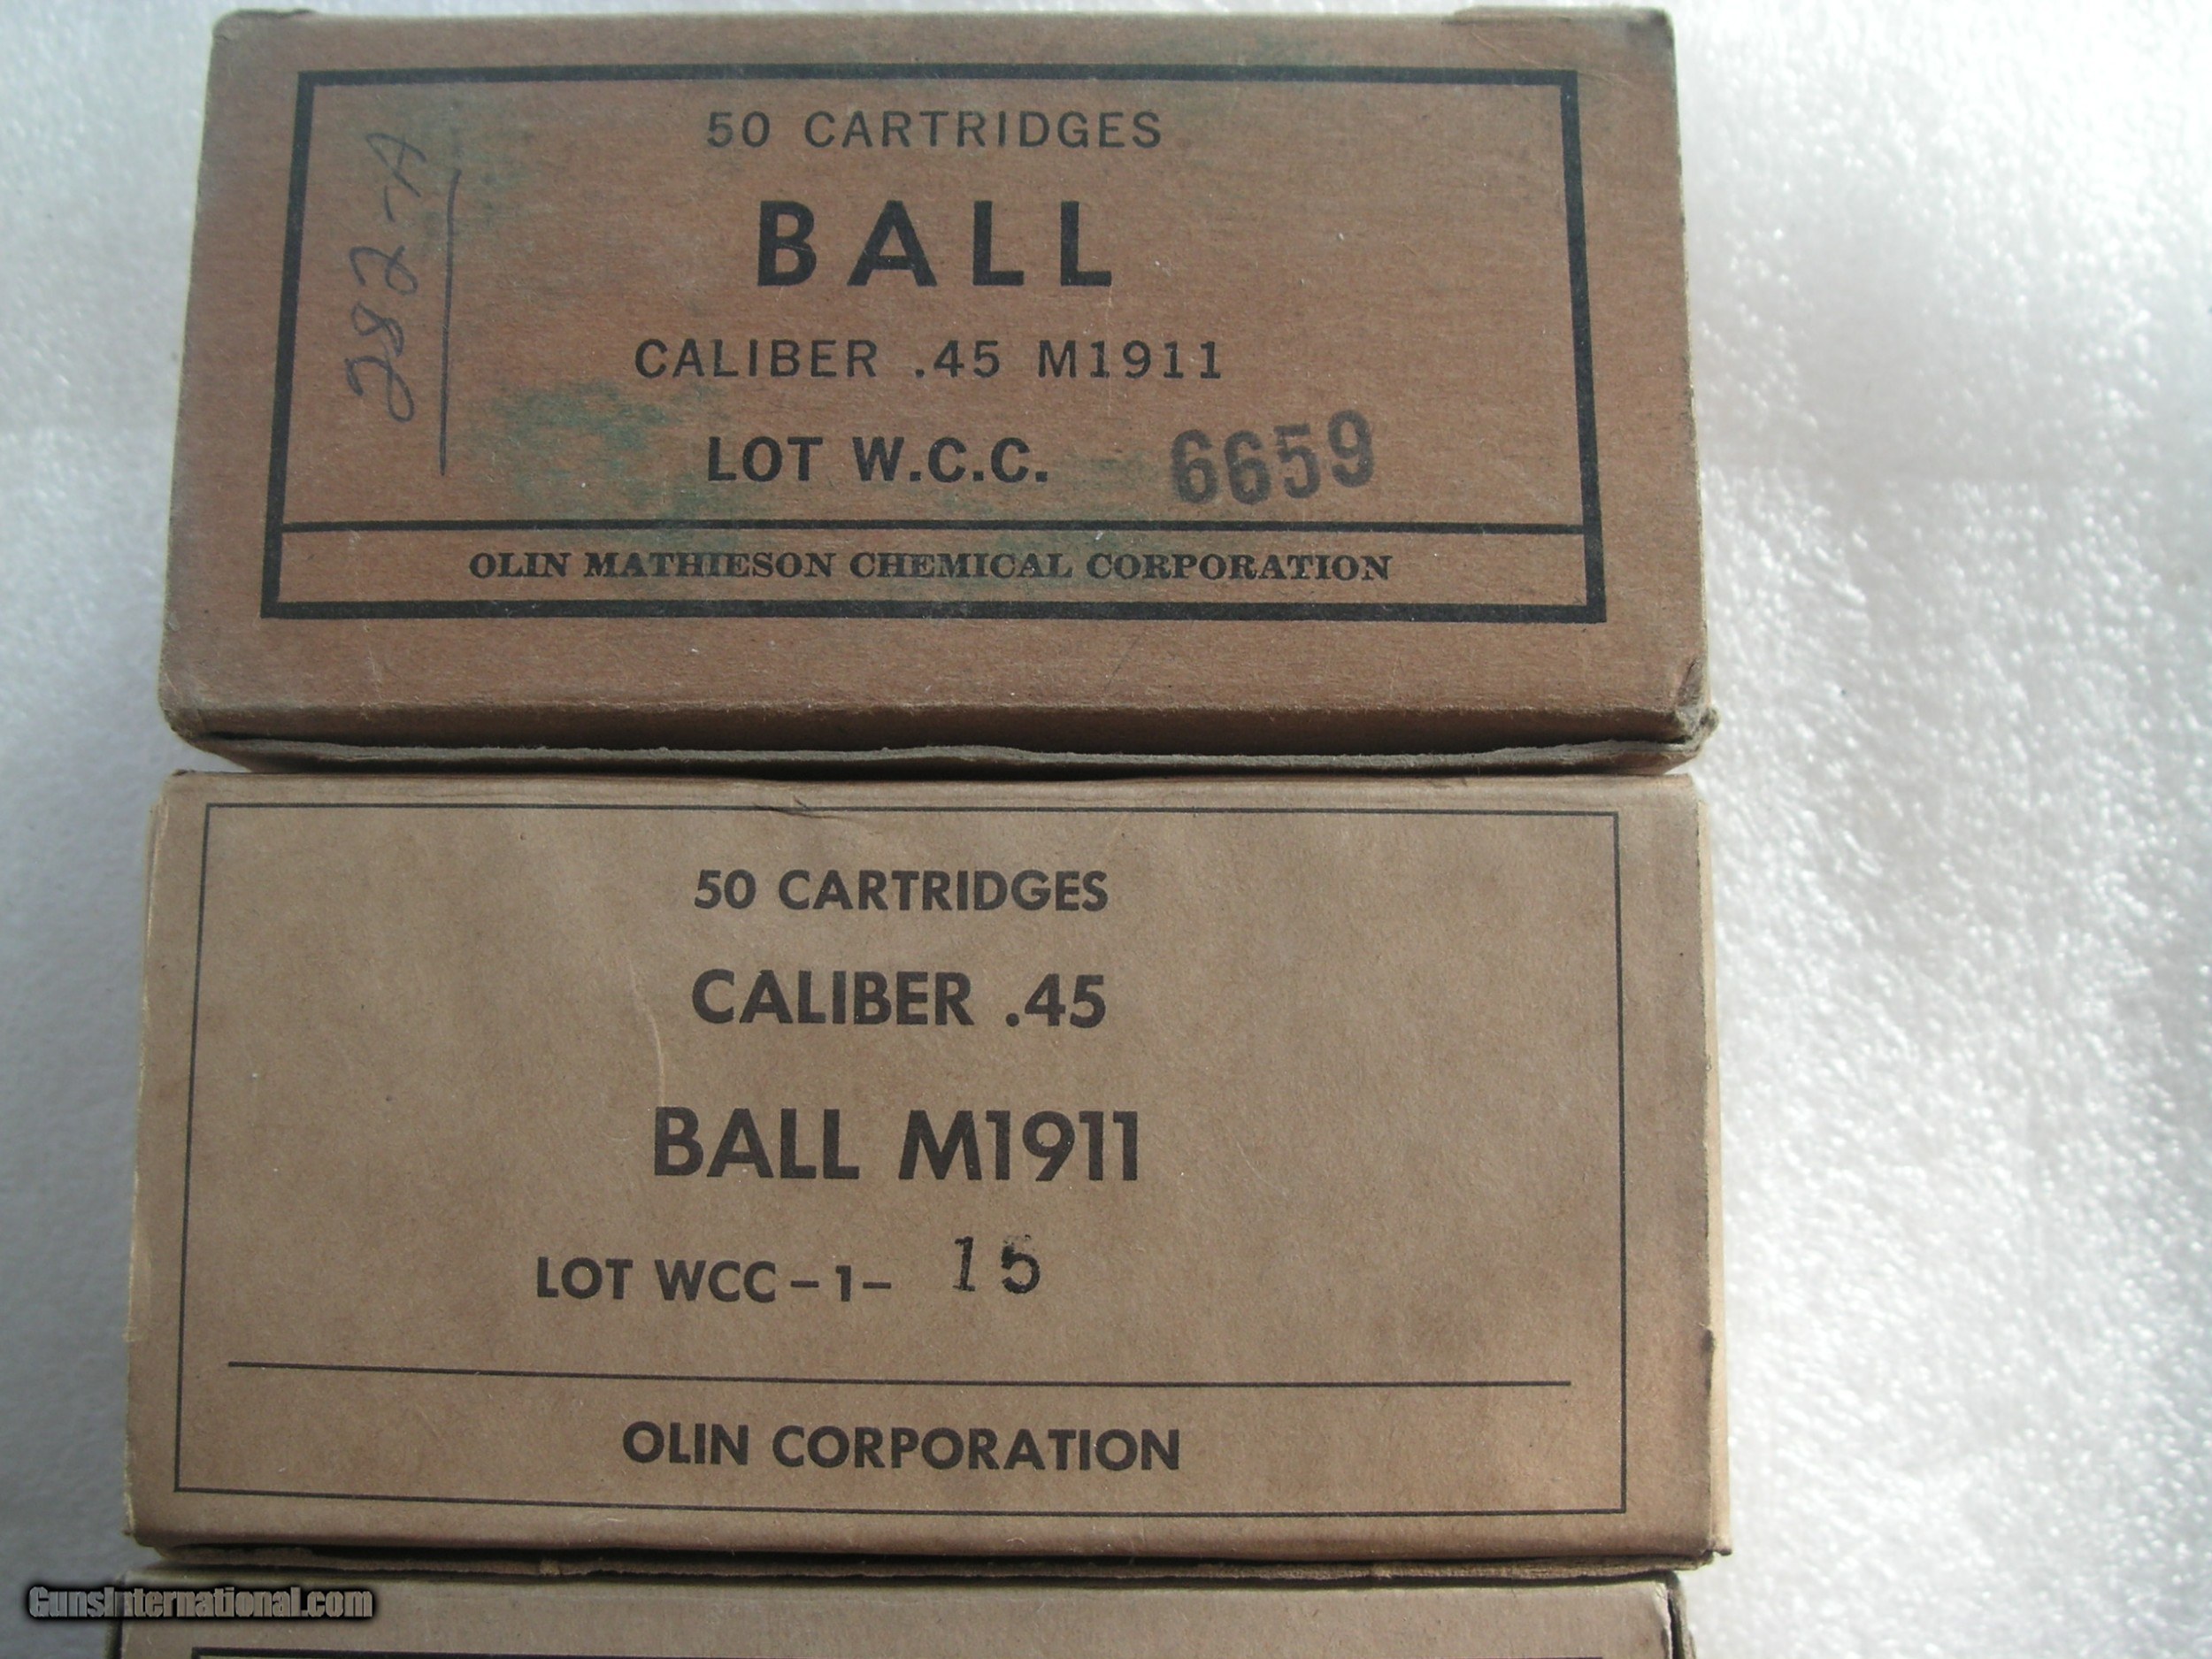 50 CARTRIDGES
BALL
CALIBER .45 M1911
LOT W.C.C. 6659
OLIN MATHIESON CHEMICAL CORPORATION
282-A
50 CARTRIDGES
CALIBER .45
BALL M1911
LOT WCC -1- 15
OLIN CORPORATION
GunsInternational.com